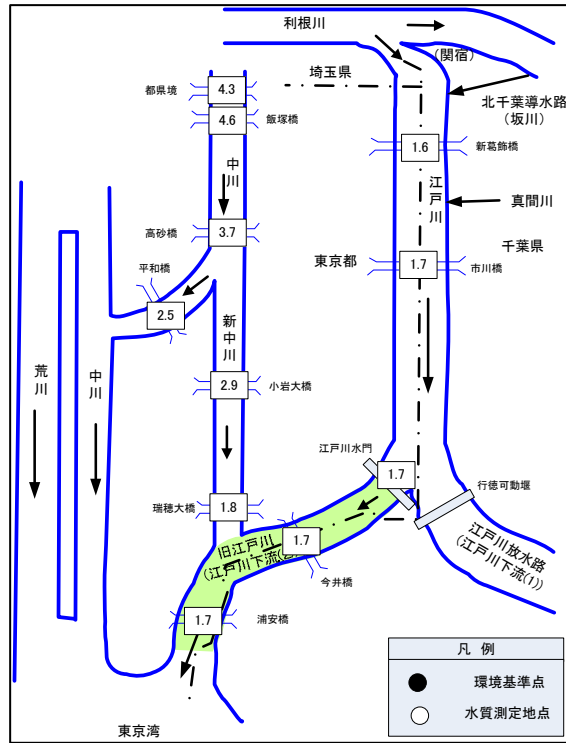 利根川
(関宿)
埼玉県
都県境
4.3
4.6
飯塚橋
北千葉導水路
(坂川)
1.6
新葛飾橋
中川
江戸川
真間川
高砂橋
3.7
東京都
千葉県
平和橋
1.7
市川橋
2.5
新中川
荒川
中川
2.9
小岩大橋
江戸川水門
1.7
行徳可動堰
瑞穂大橋
1.8
旧江戸川
1.7
江戸川放水路
(江戸川下流(1))
今井橋
1.7
浦安橋
凡 例
環境基準点
水質測定地点
東京湾